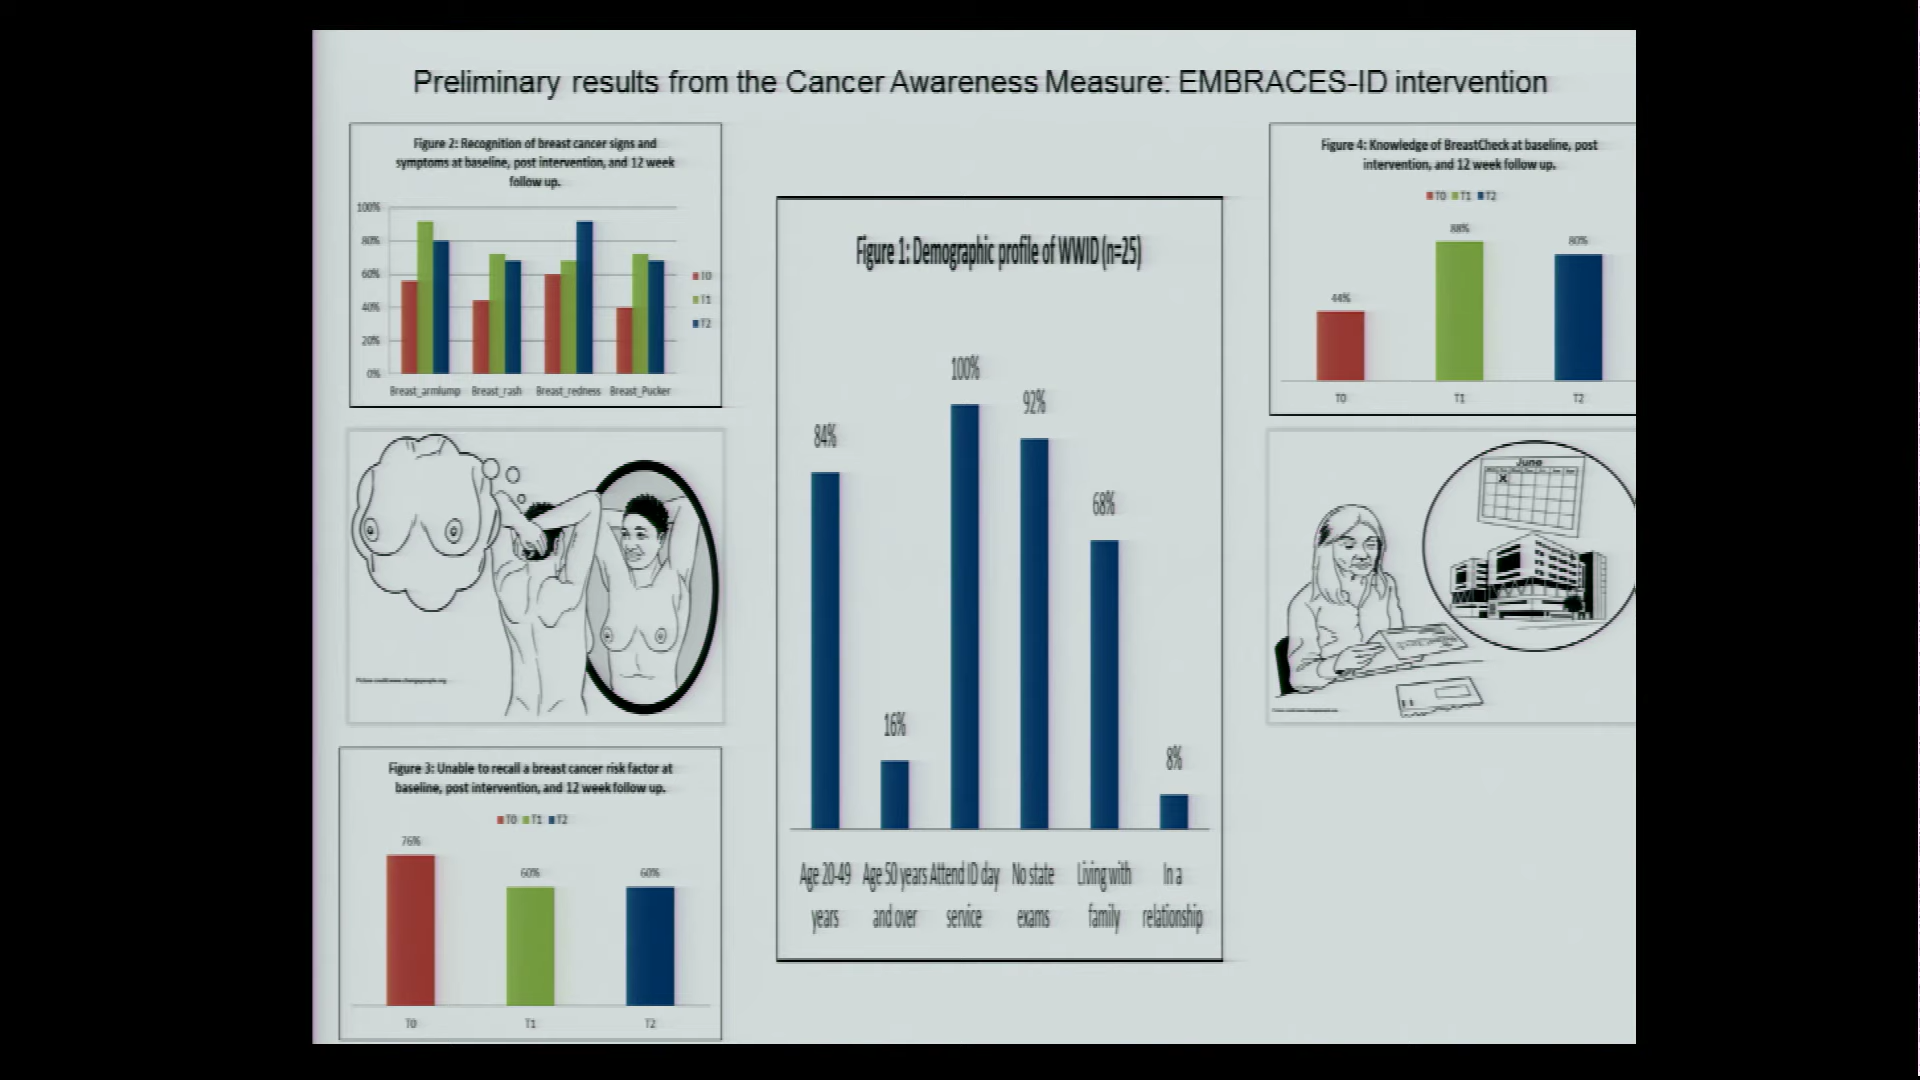 Preliminary results from the Cancer Awareness Measure: EMBRACES-ID intervention
Figure 2: Recognition of breast cancer signs and
symptoms at baseline, post intervention, and 12 week
follow up.
100%
80%
60%
40%
20%
0%
T0
T1
T2
Breast_armlump Breast_rash Breast_redness Breast_Pucker
Figure 3: Unable to recall a breast cancer risk factor at
baseline, post intervention, and 12 week follow up.
T0 T1 T2
76%
60%
60%
T0 T1 T2
Figure 1: Demographic profile of WWID (n=25)
84%
16%
100%
92%
68%
8%
Age 20-49 Age 50 years Attend ID day No state Living with In a
years and over service exams family relationship
Figure 4: Knowledge of BreastCheck at baseline, post
intervention, and 12 week follow up.
T0 T1 T2
44%
88%
80%
T0 T1 T2
June
X